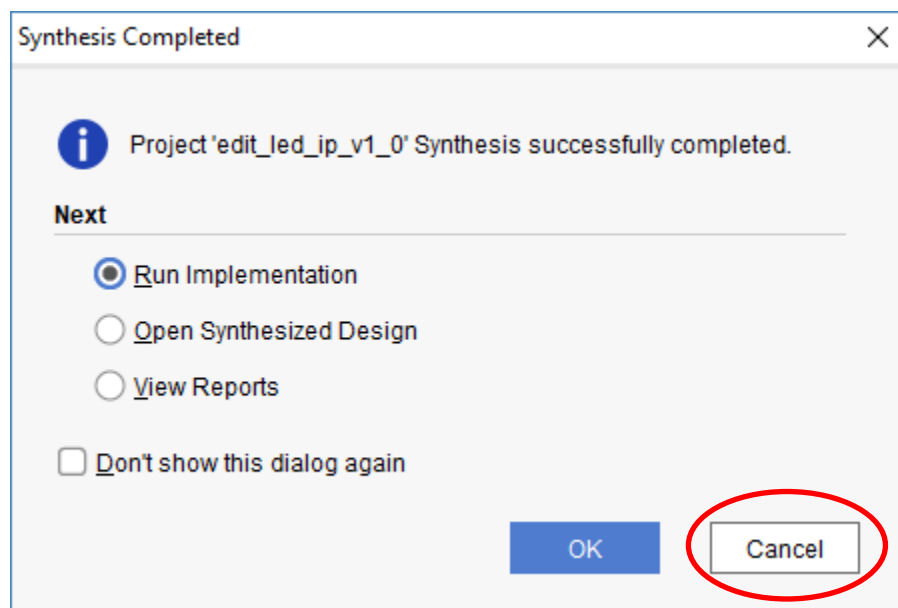 Synthesis Completed
Project 'edit_led_ip_v1_0' Synthesis successfully completed.
Next
Run Implementation
Open Synthesized Design
View Reports
Don't show this dialog again
OK
Cancel